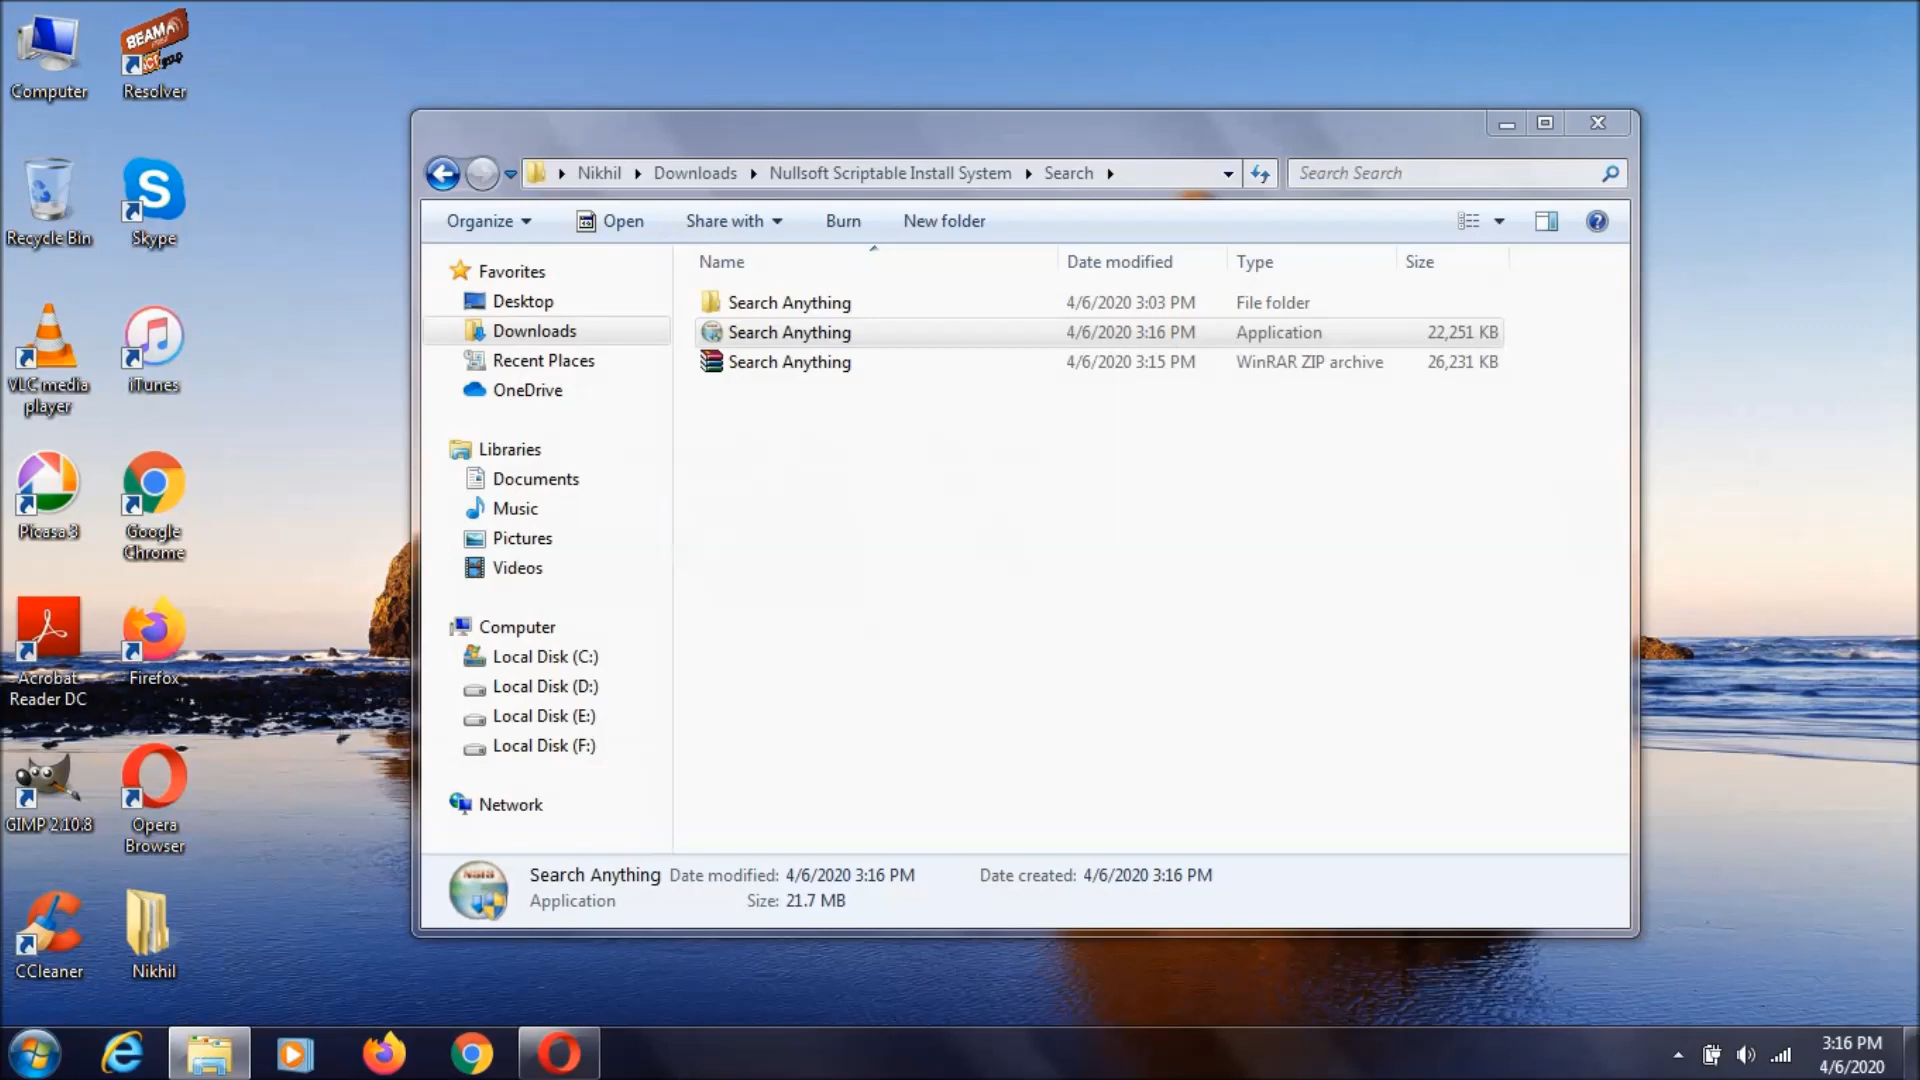 Computer
Resolver
Recycle Bin
Skype
VLC media
player
iTunes
Picasa 3
Google
Chrome
Acrobat
Reader DC
Firefox
GIMP 2.10.8
Opera
Browser
CCleaner
Nikhil
BEAM
Nikhil Downloads Nullsoft Scriptable Install System Search
Search Search
Organize Open Share with Burn New folder
Name Date modified Type Size
Search Anything 4/6/2020 3:03 PM File folder
Search Anything 4/6/2020 3:16 PM Application 22,251 KB
Search Anything 4/6/2020 3:15 PM WinRAR ZIP archive 26,231 KB
Favorites
Desktop
Downloads
Recent Places
OneDrive
Libraries
Documents
Music
Pictures
Videos
Computer
Local Disk (C:)
Local Disk (D:)
Local Disk (E:)
Local Disk (F:)
Network
Search Anything Date modified: 4/6/2020 3:16 PM Date created: 4/6/2020 3:16 PM
Application Size: 21.7 MB
3:16 PM
4/6/2020